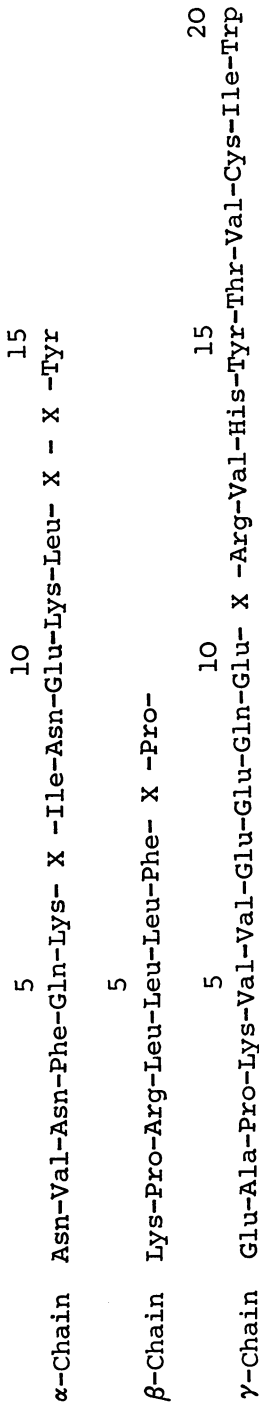 5 10 15
α-Chain Asn-Val-Asn-Phe-Gln-Lys- X -Ile-Asn-Glu-Lys-Leu- X - X -Tyr
5
β-Chain Lys-Pro-Arg-Leu-Leu-Leu-Phe- X -Pro-
5 10 15 20
γ-Chain Glu-Ala-Pro-Lys-Val-Val-Glu-Glu-Gln-Glu- X -Arg-Val-His-Tyr-Thr-Val-Cys-Ile-Trp